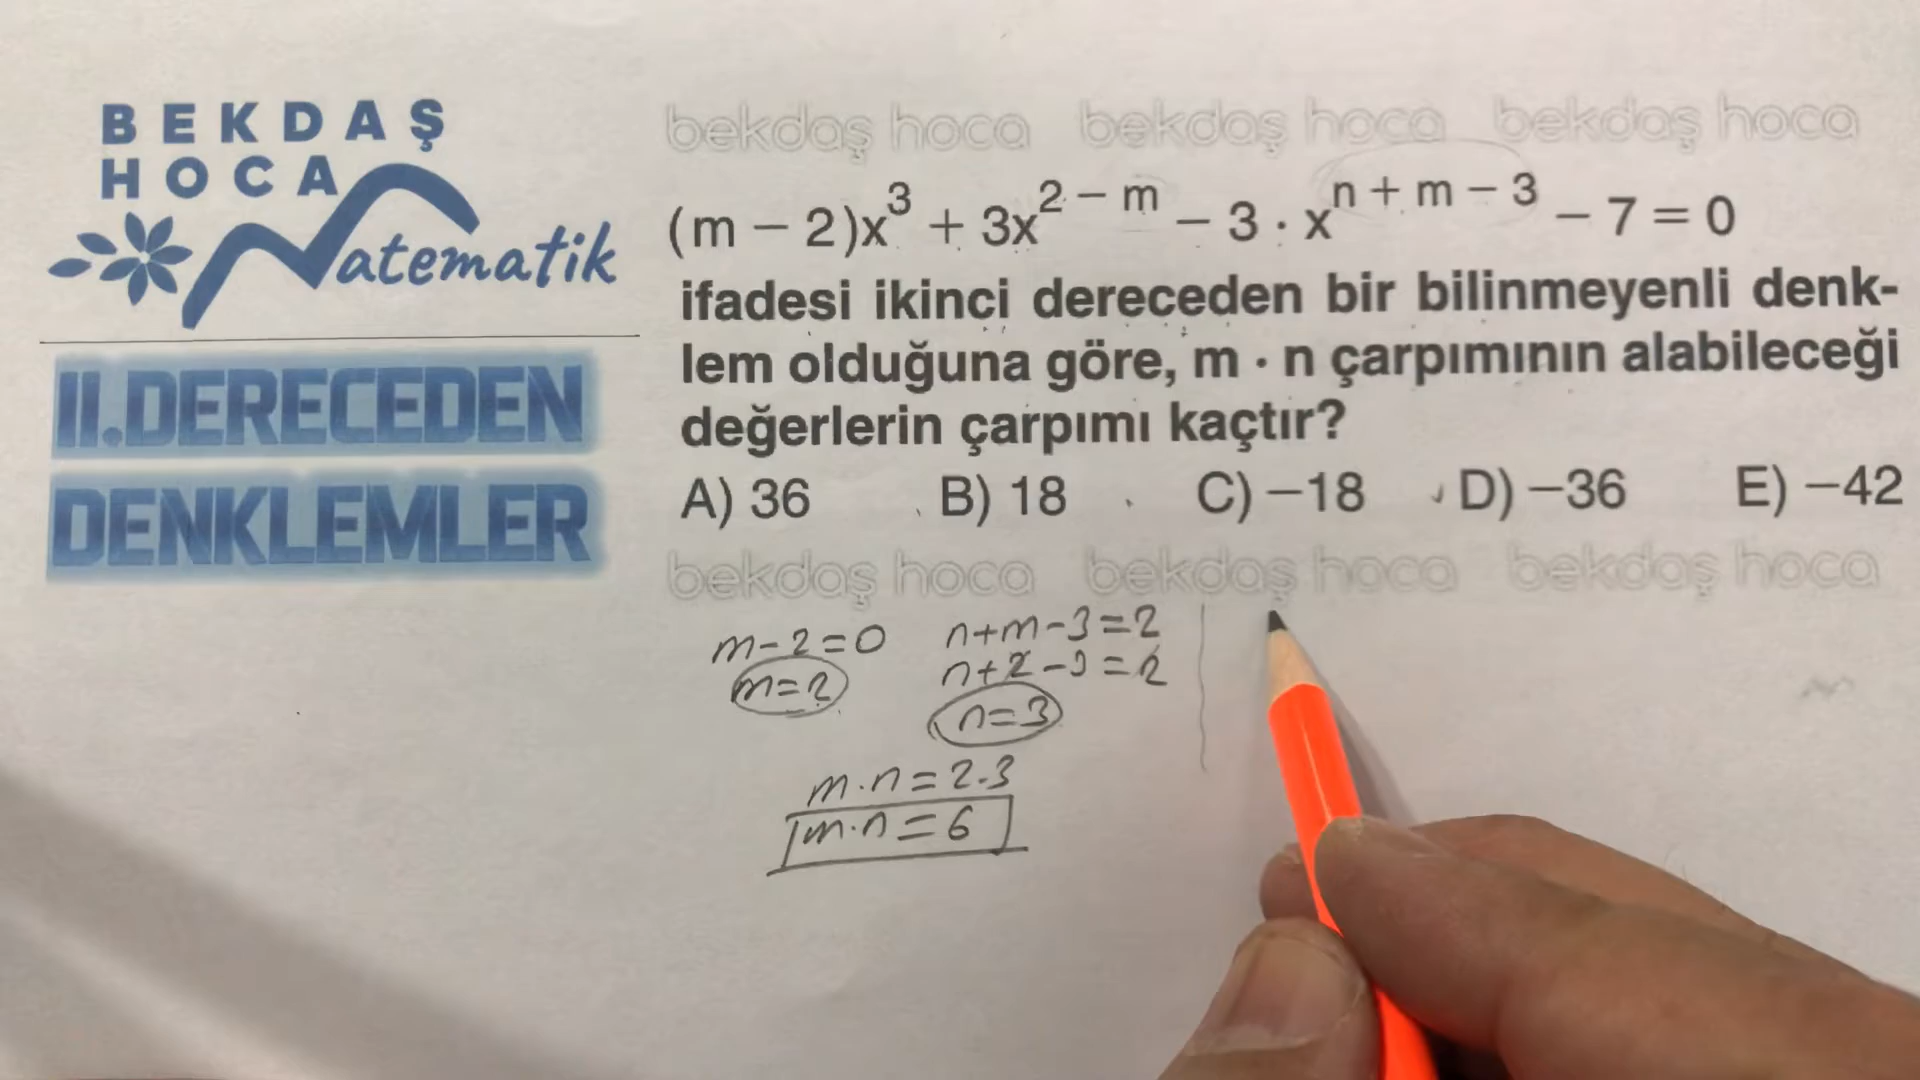 BEKDAŞ
HOCA
Matematik
II.DERECEDEN
DENKLEMLER
bekdaş hoca bekdaş hoca bekdaş hoca
(m – 2)x³ + 3x^{2 – m} – 3 · x^{n + m – 3} – 7 = 0
ifadesi ikinci dereceden bir bilinmeyenli denk-
lem olduğuna göre, m · n çarpımının alabileceği
değerlerin çarpımı kaçtır?
A) 36 B) 18 C) –18 D) –36 E) –42
bekdaş hoca bekdaş hoca bekdaş hoca
m-2=0
m=2
n+m-3=2
n+2-3=2
n=3
m.n=2.3
m.n=6